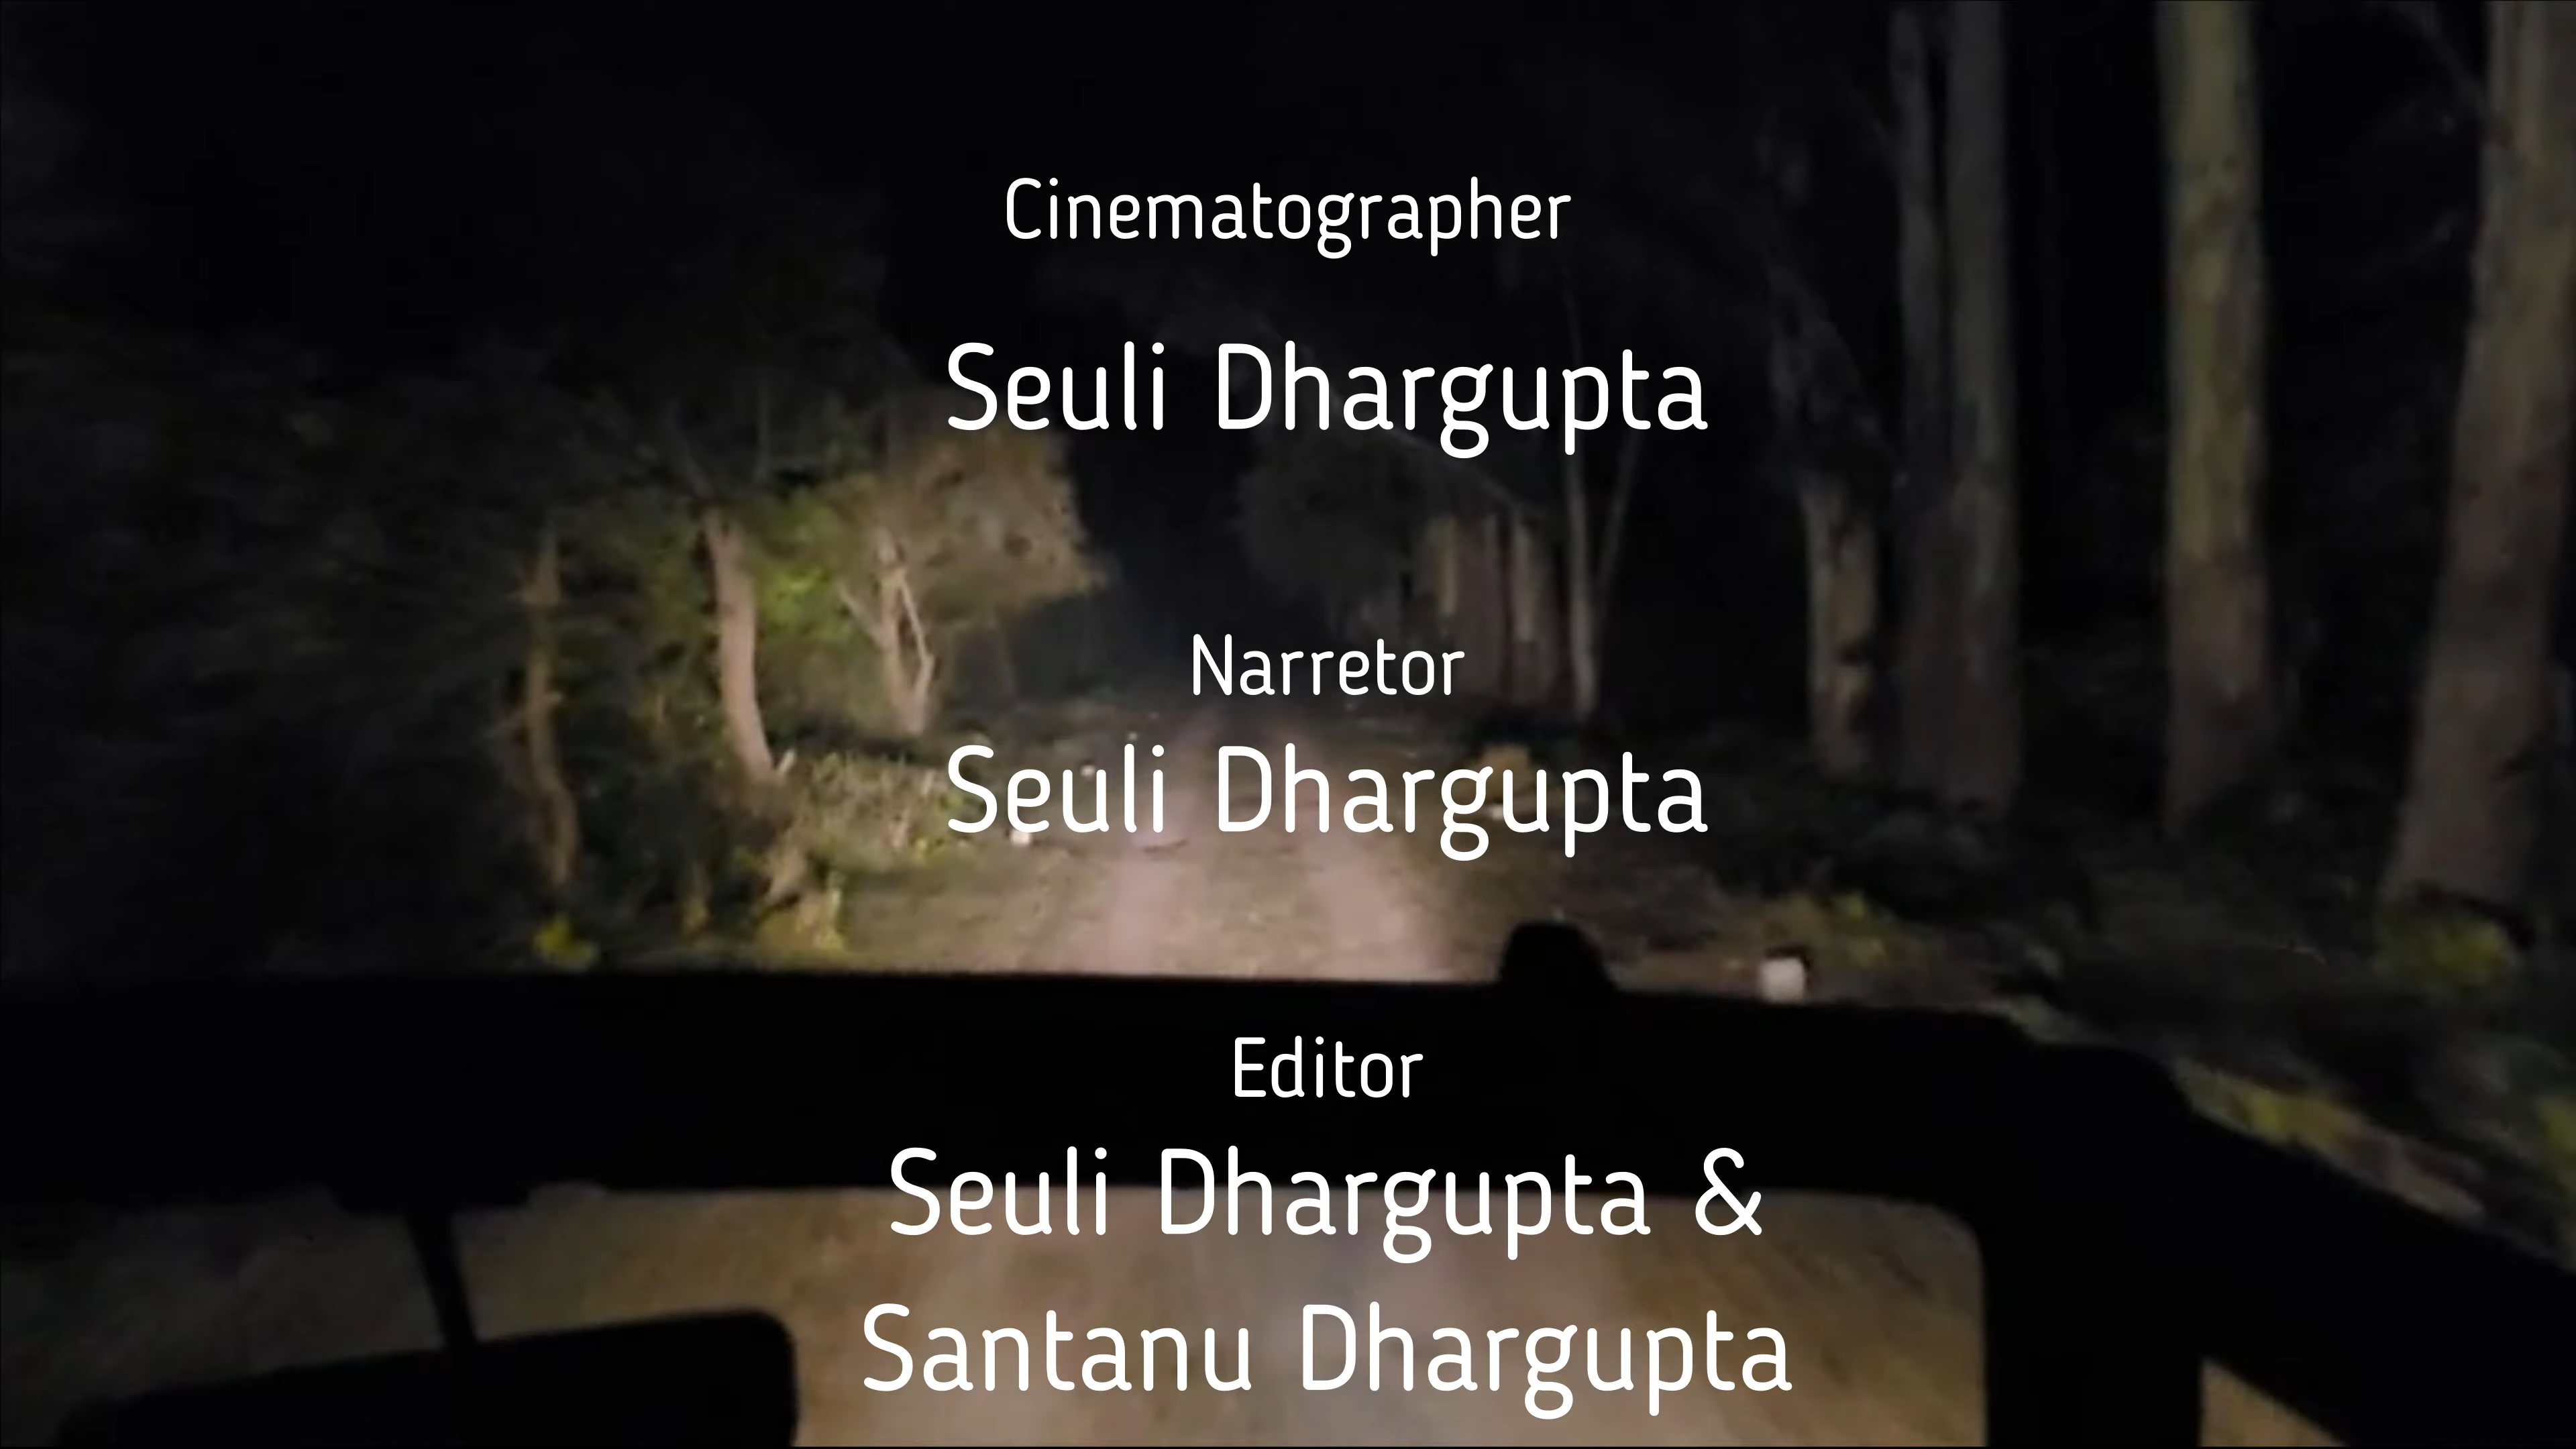 Cinematographer
Seuli Dhargupta
Narretor
Seuli Dhargupta
Editor
Seuli Dhargupta &
Santanu Dhargupta